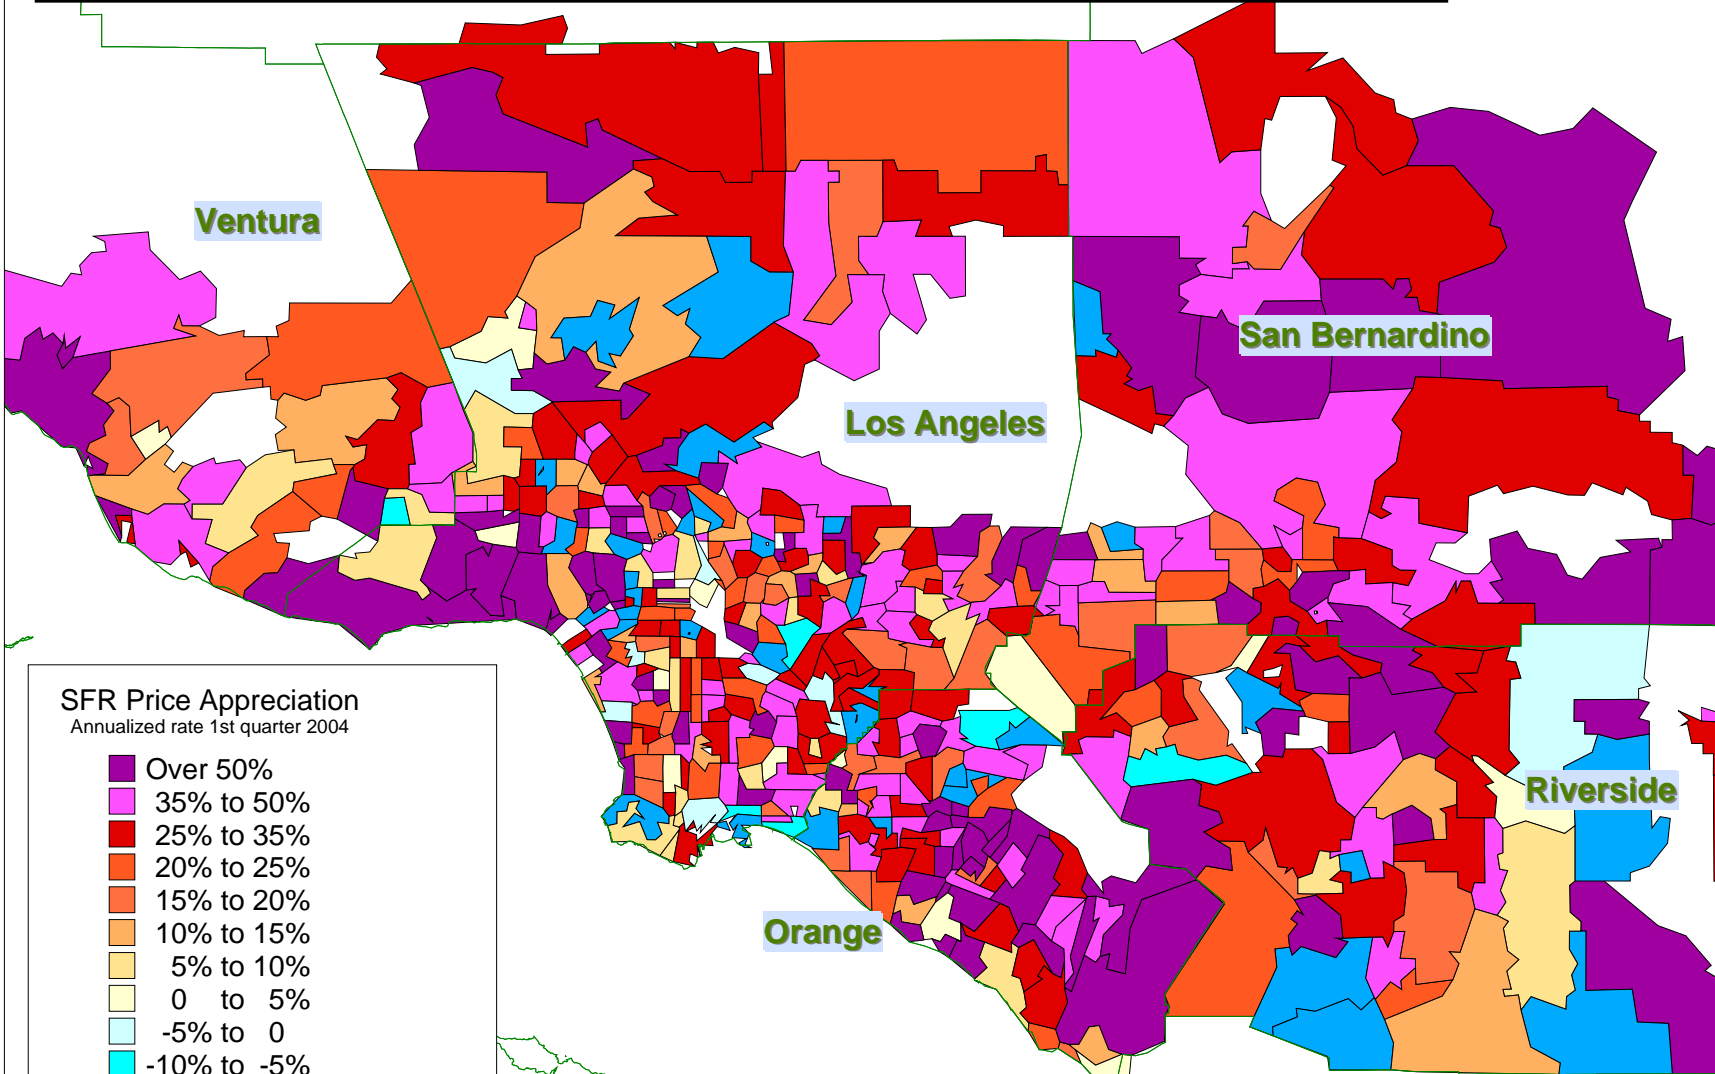 Ventura
San Bernardino
Los Angeles
Riverside
Orange
SFR Price Appreciation
Annualized rate 1st quarter 2004
Over 50%
35% to 50%
25% to 35%
20% to 25%
15% to 20%
10% to 15%
5% to 10%
0 to 5%
-5% to 0
-10% to -5%